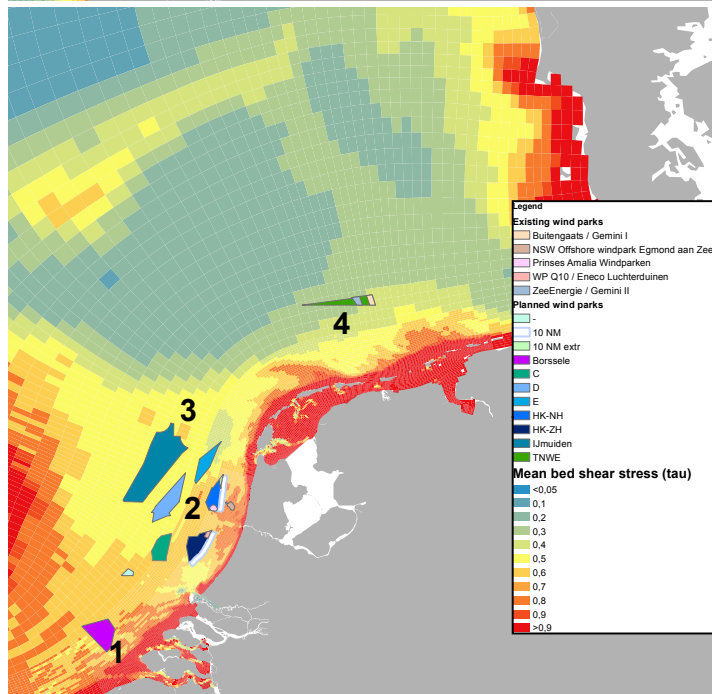 4
3
2
1
Legend
Existing wind parks
Buitengaats / Gemini I
NSW Offshore windpark Egmond aan Zee
Prinses Amalia Windparken
WP Q10 / Eneco Luchterduinen
ZeeEnergie / Gemini II
Planned wind parks
-
10 NM
10 NM extr
Borssele
C
D
E
HK-NH
HK-ZH
IJmuiden
TNWE
Mean bed shear stress (tau)
<0,05
0,1
0,2
0,3
0,4
0,5
0,6
0,7
0,8
0,9
>0,9